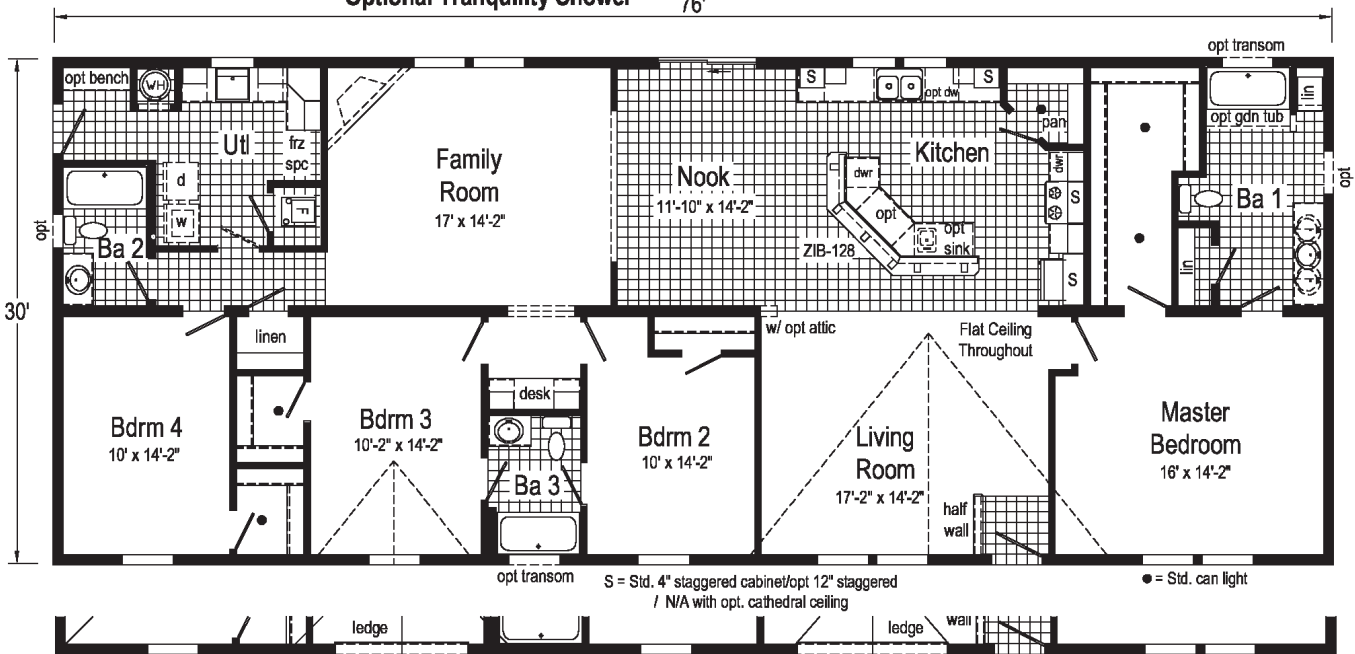 Optional Tranquility Shower
76'
opt transom
opt bench
WH
S
S
opt dw
pan
lin
opt gdn tub
Utl
frz
spc
Family
Room
17' x 14'-2"
Nook
11'-10" x 14'-2"
Kitchen
dwr
dwr
S
opt
opt
sink
ZIB-128
S
Ba 1
opt
lin
d
w
F
opt
Ba 2
30'
linen
w/ opt attic
Flat Ceiling
Throughout
desk
Bdrm 4
10' x 14'-2"
Bdrm 3
10'-2" x 14'-2"
Ba 3
Bdrm 2
10' x 14'-2"
Living
Room
17'-2" x 14'-2"
half
wall
Master
Bedroom
16' x 14'-2"
opt transom
S = Std. 4" staggered cabinet/opt 12" staggered
/ N/A with opt. cathedral ceiling
● = Std. can light
ledge
ledge
wall